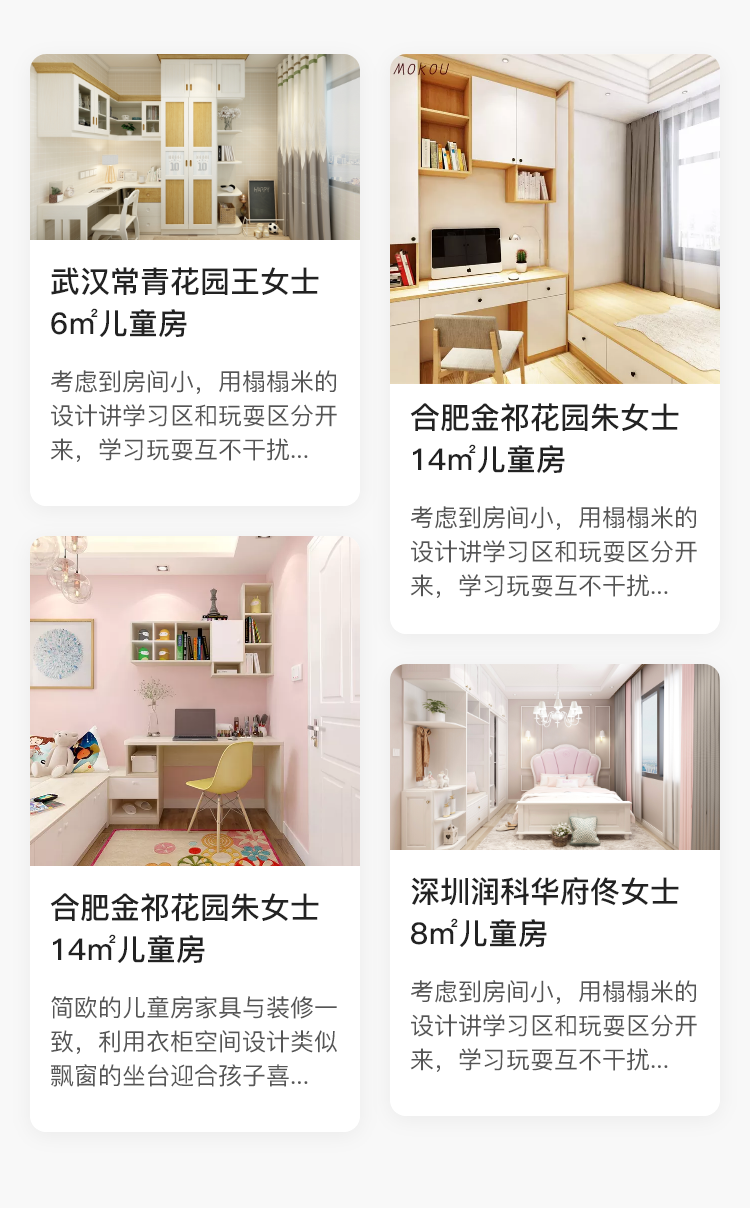 武汉常青花园王女士
6㎡儿童房
考虑到房间小，用榻榻米的
设计讲学习区和玩耍区分开
来，学习玩耍互不干扰...
MOKOU
合肥金祁花园朱女士
14㎡儿童房
考虑到房间小，用榻榻米的
设计讲学习区和玩耍区分开
来，学习玩耍互不干扰...
合肥金祁花园朱女士
14㎡儿童房
简欧的儿童房家具与装修一
致，利用衣柜空间设计类似
飘窗的坐台迎合孩子喜...
深圳润科华府佟女士
8㎡儿童房
考虑到房间小，用榻榻米的
设计讲学习区和玩耍区分开
来，学习玩耍互不干扰...